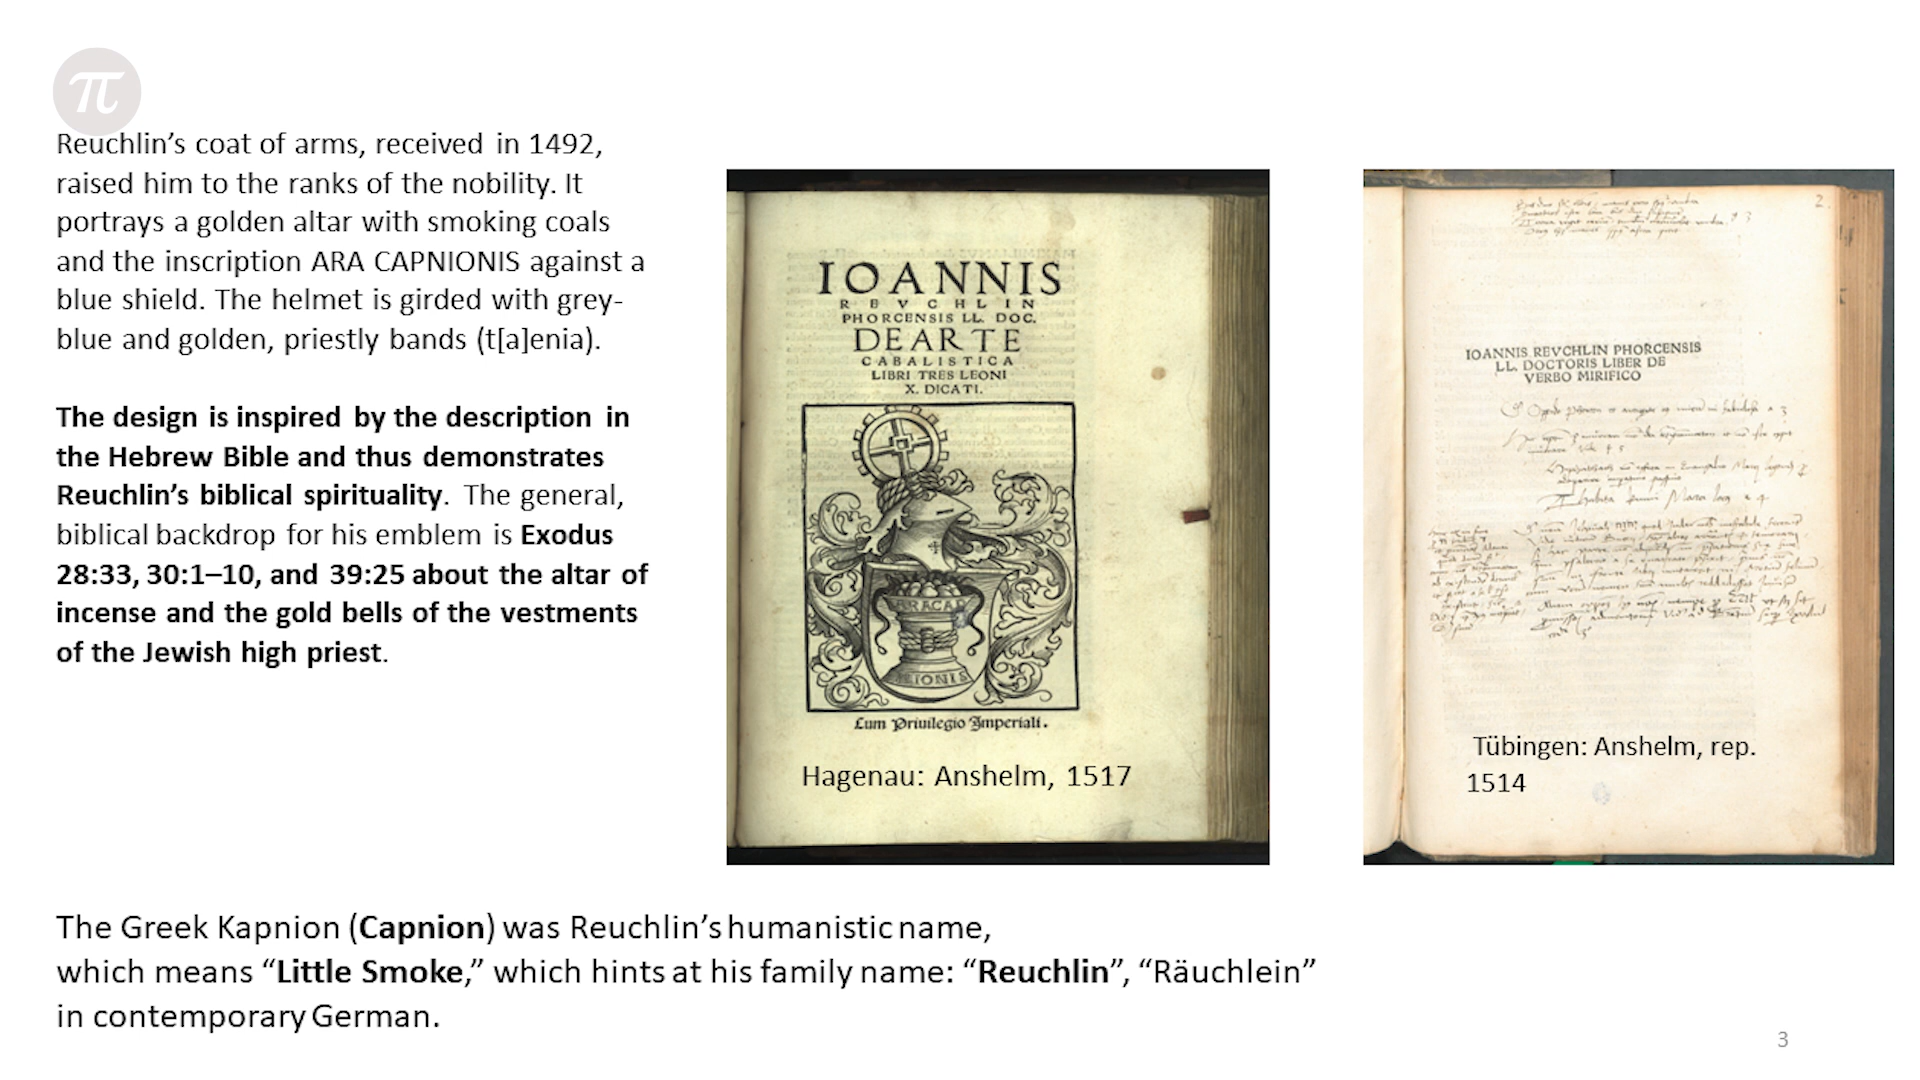 π
Reuchlin’s coat of arms, received in 1492,
raised him to the ranks of the nobility. It
portrays a golden altar with smoking coals
and the inscription ARA CAPNIONIS against a
blue shield. The helmet is girded with grey-
blue and golden, priestly bands (t[a]enia).
The design is inspired by the description in
the Hebrew Bible and thus demonstrates
Reuchlin’s biblical spirituality. The general,
biblical backdrop for his emblem is Exodus
28:33, 30:1–10, and 39:25 about the altar of
incense and the gold bells of the vestments
of the Jewish high priest.
IOANNIS
REVCHLIN
PHORCENSIS LL. DOC.
DE ARTE
CABALISTICA
LIBRI TRES LEONI
X. DICATI.
ARACAP
NIONIS
Cum Priuilegio Imperiali.
Hagenau: Anshelm, 1517
2.
IOANNIS REVCHLIN PHORCENSIS
LL. DOCTORIS LIBER DE
VERBO MIRIFICO
Tübingen: Anshelm, rep.
1514
The Greek Kapnion (Capnion) was Reuchlin’s humanistic name,
which means “Little Smoke,” which hints at his family name: “Reuchlin”, “Räuchlein”
in contemporary German.
3